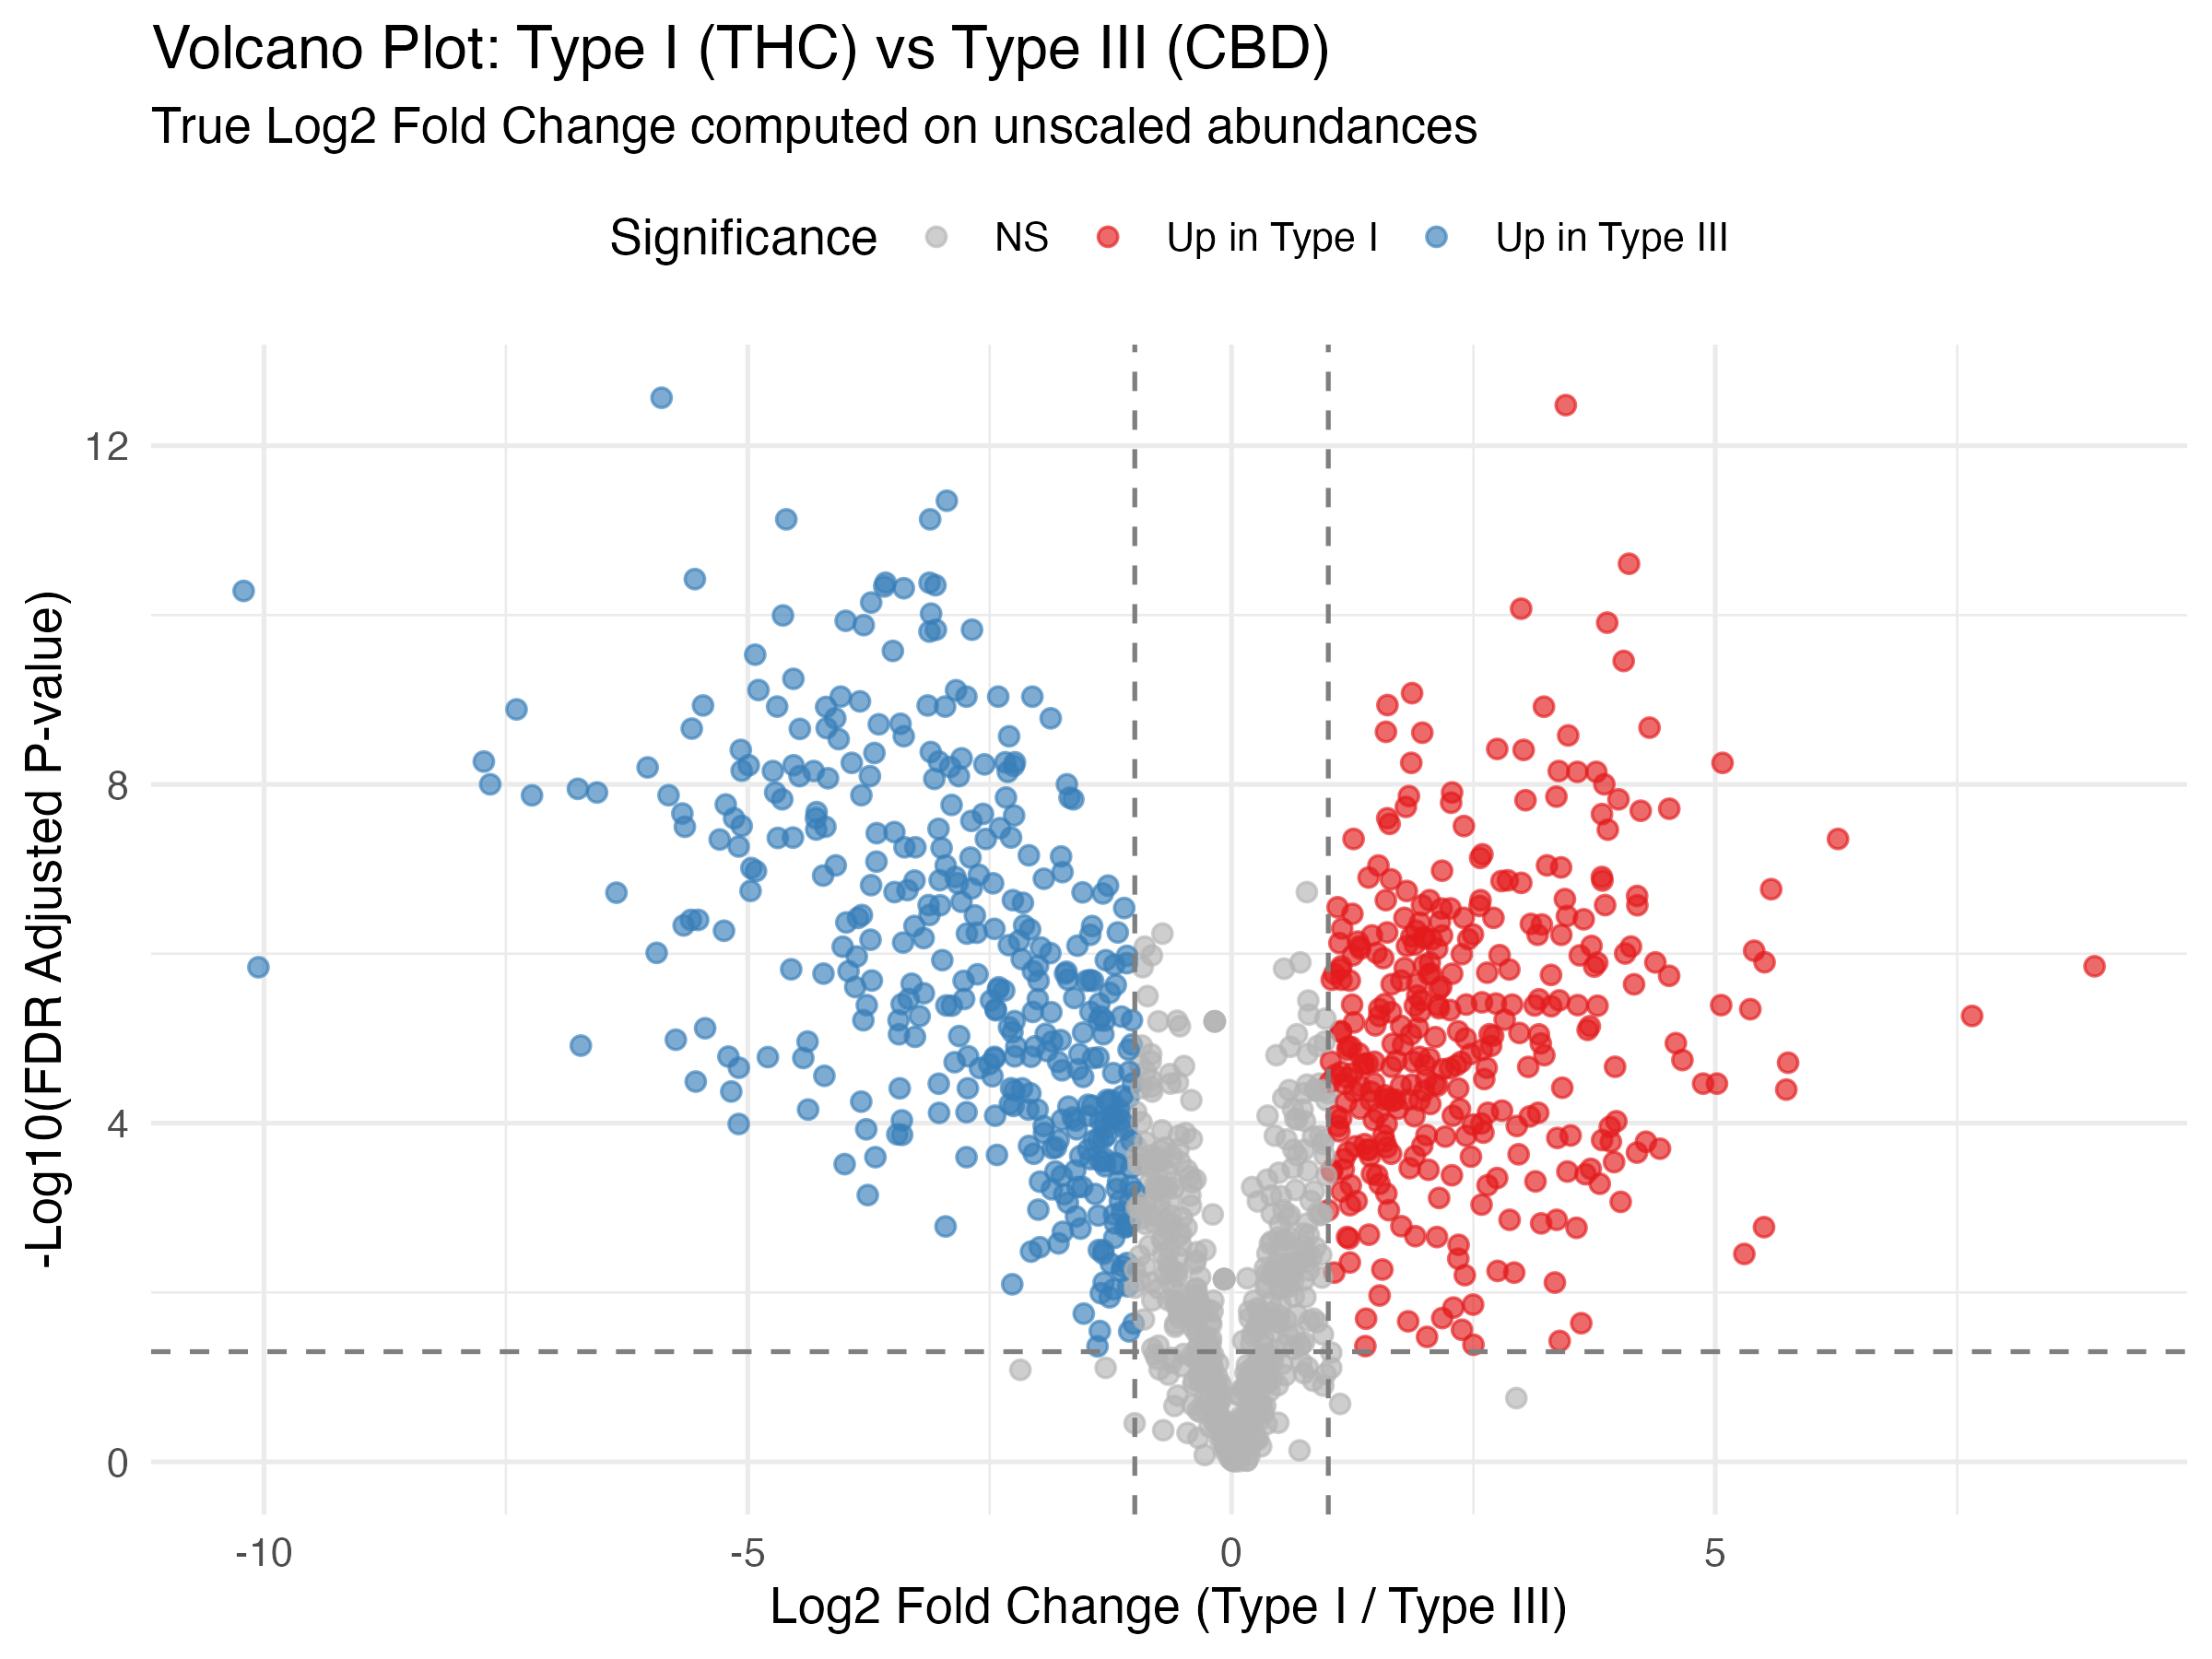 Volcano Plot: Type I (THC) vs Type III (CBD)
True Log2 Fold Change computed on unscaled abundances
Significance NS Up in Type I Up in Type III
-Log10(FDR Adjusted P-value)
12
8
4
0
-10 -5 0 5
Log2 Fold Change (Type I / Type III)